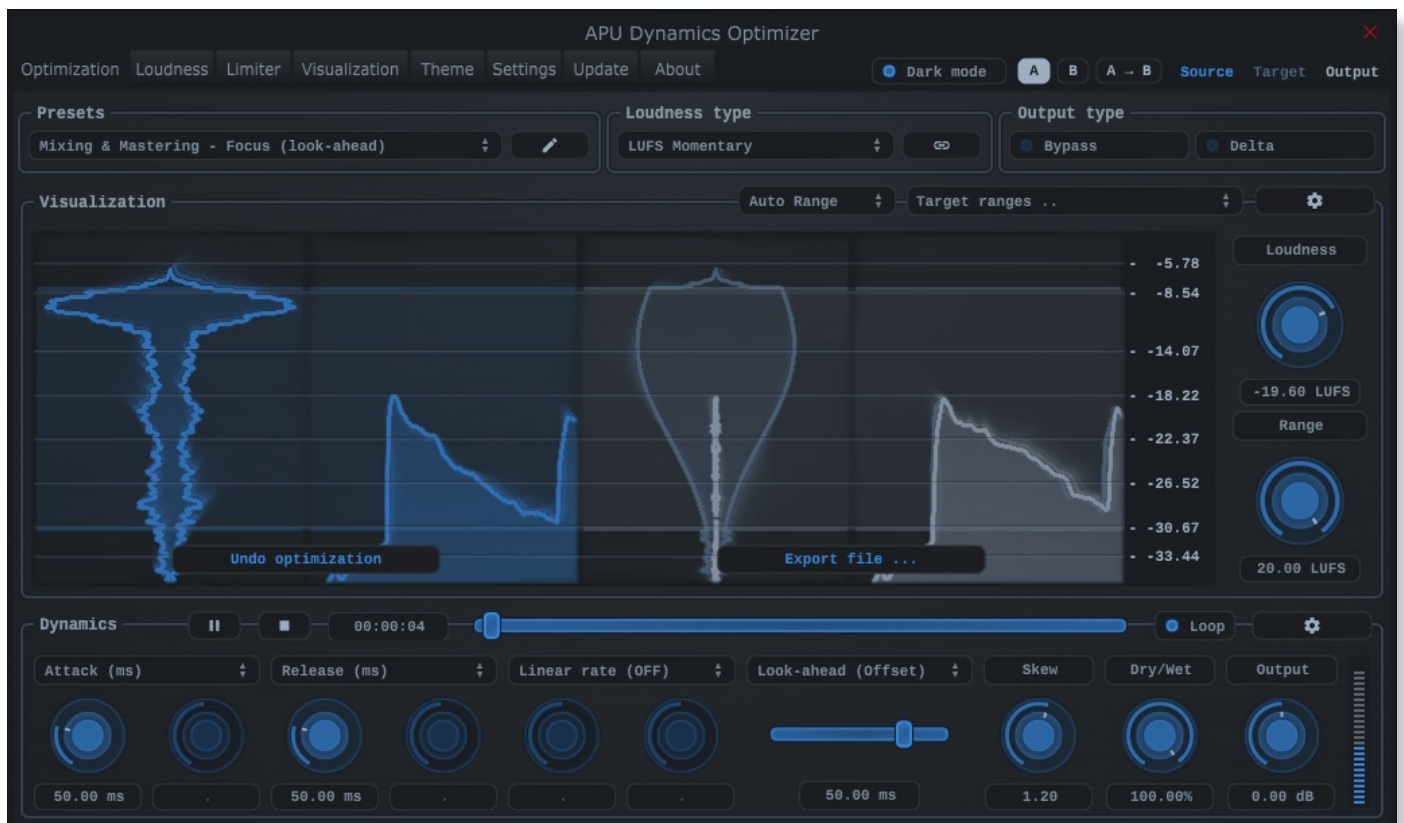 APU Dynamics Optimizer
Optimization Loudness Limiter Visualization Theme Settings Update About Dark mode A B A → B Source Target Output
Presets Loudness type Output type
Mixing & Mastering - Focus (look-ahead) LUFS Momentary Bypass Delta
Visualization Auto Range Target ranges ..
Loudness
- -5.78
- -8.54
- -14.07
- -18.22
-19.60 LUFS
Range
- -22.37
- -26.52
- -30.67
- -33.44
Undo optimization Export file ...
20.00 LUFS
Dynamics 00:00:04 Loop
Attack (ms) Release (ms) Linear rate (OFF) Look-ahead (Offset) Skew Dry/Wet Output
50.00 ms . 50.00 ms . . . 50.00 ms 1.20 100.00% 0.00 dB